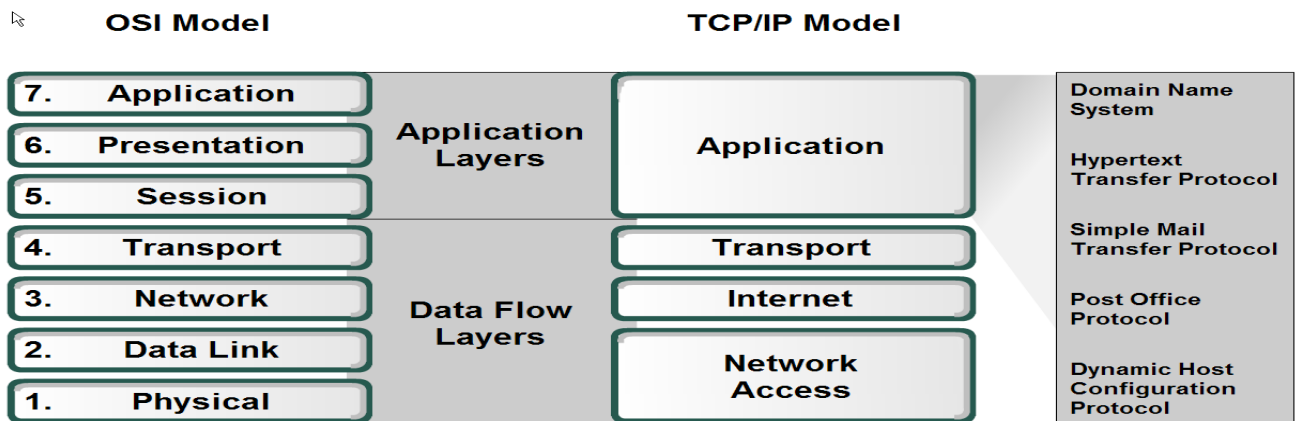 OSI Model
TCP/IP Model
7. Application
6. Presentation
5. Session
4. Transport
3. Network
2. Data Link
1. Physical
Application
Layers
Data Flow
Layers
Application
Transport
Internet
Network
Access
Domain Name
System
Hypertext
Transfer Protocol
Simple Mail
Transfer Protocol
Post Office
Protocol
Dynamic Host
Configuration
Protocol